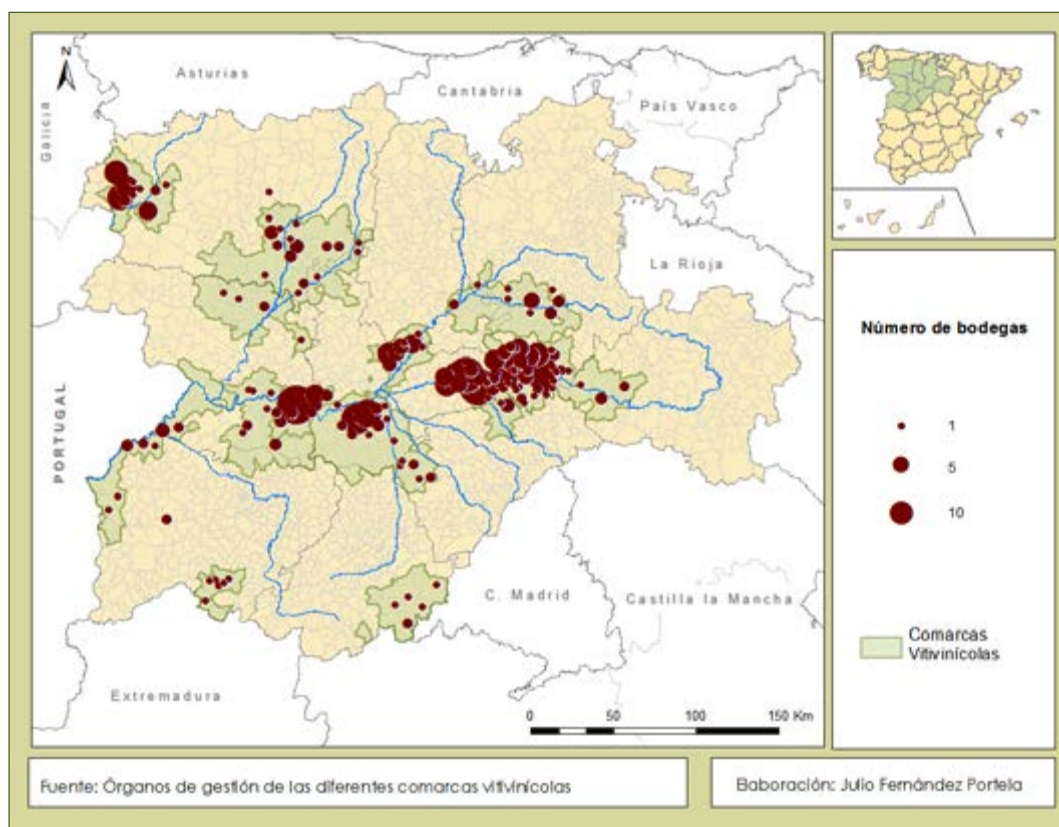 N
Asturias
Cantabria
País Vasco
Galicia
La Rioja
PORTUGAL
C. Madrid
Castilla la Mancha
Extremadura
0 50 100 150 Km
Número de bodegas
1
5
10
Comarcas
Vitivinícolas
Fuente: Órganos de gestión de las diferentes comarcas vitivinícolas
Elaboración: Julio Fernández Portela